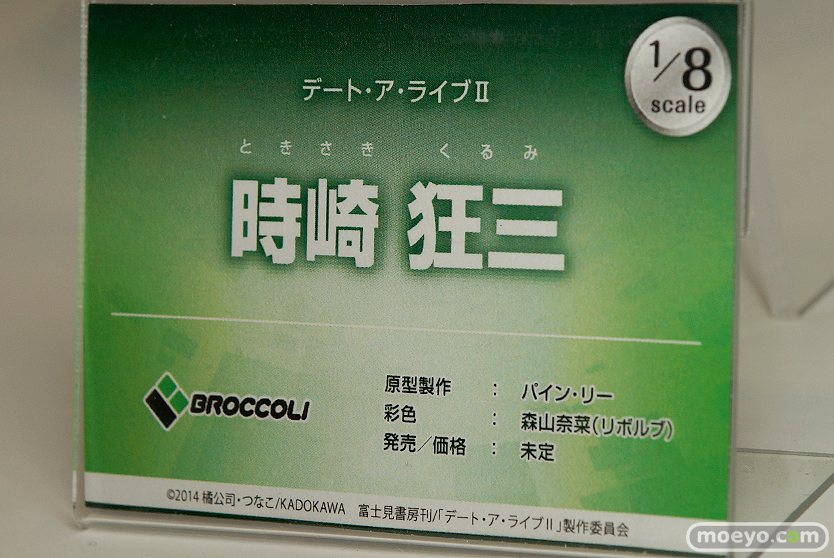 1/8
scale
デート・ア・ライブⅡ
ときさき くるみ
時崎 狂三
BROCCOLI
原型製作 : パイン・リー
彩色 : 森山奈菜(リボルブ)
発売/価格 : 未定
©2014 橘公司・つなこ/KADOKAWA 富士見書房刊/「デート・ア・ライブⅡ」製作委員会
moeyo.com